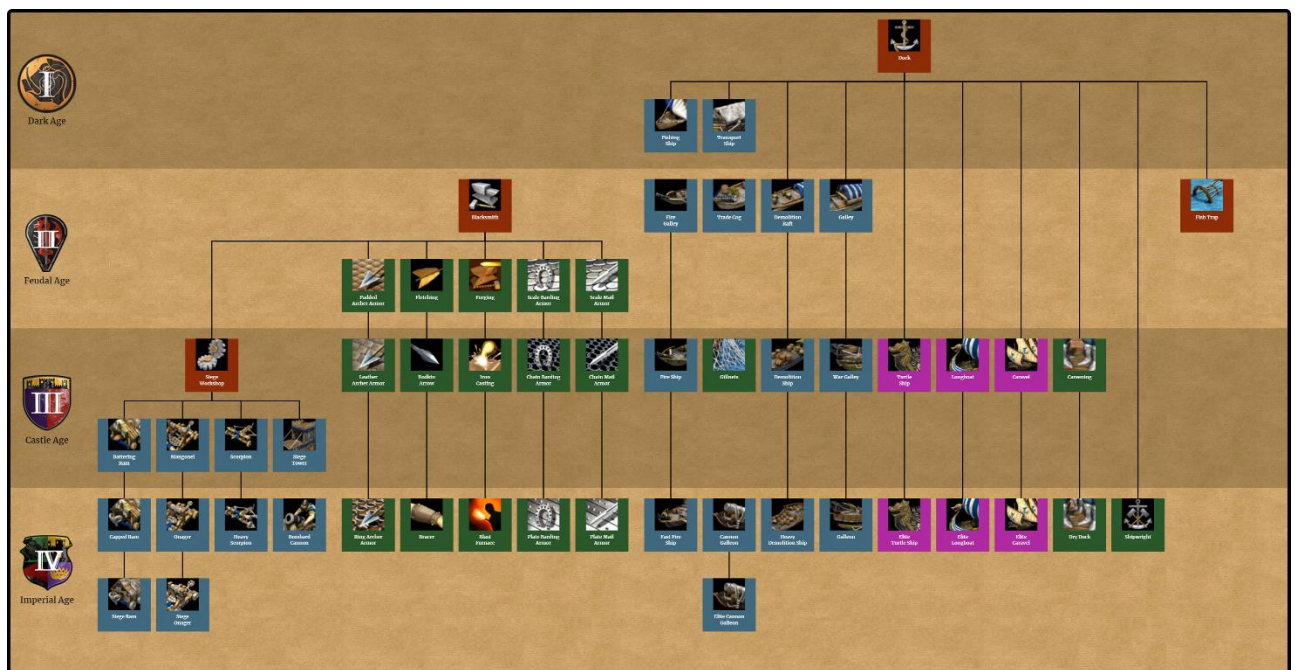 Dock
I
Dark Age
Fishing
Ship
Transport
Ship
Blacksmith
Fire
Galley
Trade Cog
Demolition
Raft
Galley
Fish Trap
II
Feudal Age
Padded
Archer Armor
Fletching
Forging
Scale Barding
Armor
Scale Mail
Armor
Siege
Workshop
Leather
Archer Armor
Bodkin
Arrow
Iron
Casting
Chain Barding
Armor
Chain Mail
Armor
Fire Ship
Gillnets
Demolition
Ship
War Galley
Turtle
Ship
Longboat
Caravel
Careening
III
Castle Age
Battering
Ram
Mangonel
Scorpion
Siege
Tower
Capped Ram
Onager
Heavy
Scorpion
Bombard
Cannon
Ring Archer
Armor
Bracer
Blast
Furnace
Plate Barding
Armor
Plate Mail
Armor
Fast Fire
Ship
Cannon
Galleon
Heavy
Demolition Ship
Galleon
Elite
Turtle Ship
Elite
Longboat
Elite
Caravel
Dry Dock
Shipwright
IV
Imperial Age
Siege Ram
Siege
Onager
Elite Cannon
Galleon